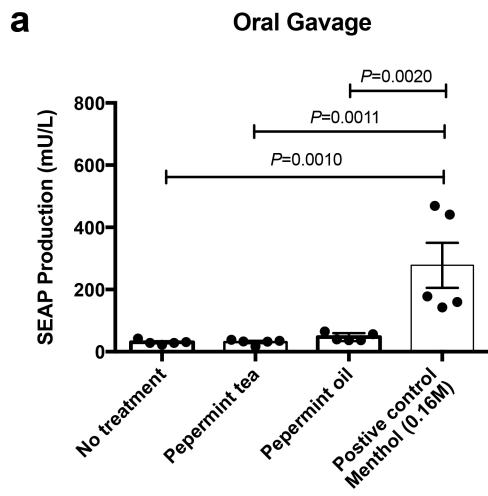 a
Oral Gavage
P=0.0020
P=0.0011
P=0.0010
SEAP Production (mU/L)
800
600
400
200
0
No treatment
Pepermint tea
Pepermint oil
Postive control
Menthol (0.16M)